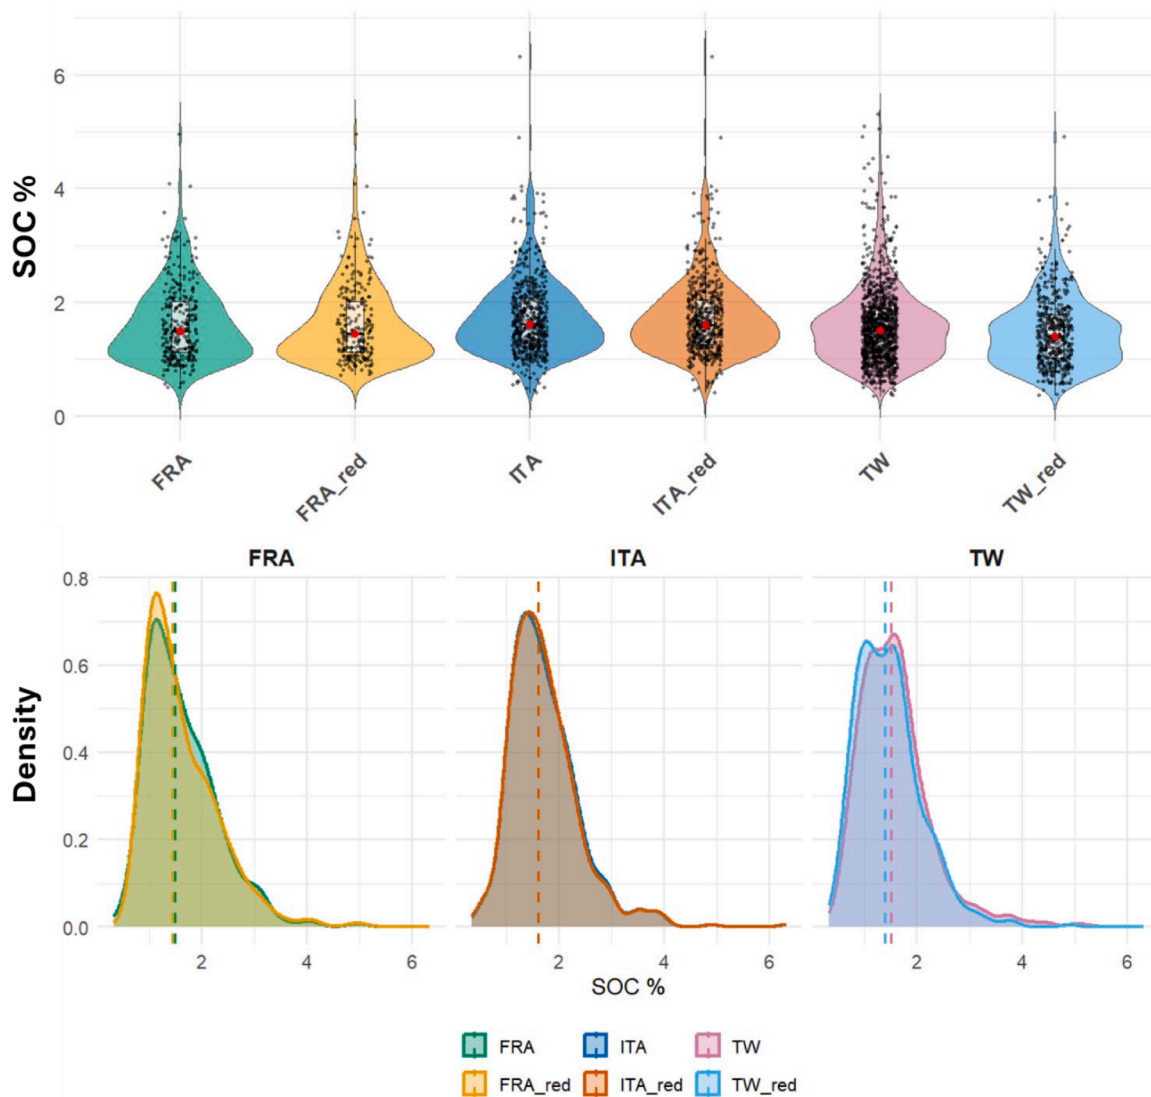 SOC %
6
4
2
0
FRA
FRA_red
ITA
ITA_red
TW
TW_red
FRA
ITA
TW
Density
0.8
0.6
0.4
0.2
0.0
2 4 6
2 4 6
2 4 6
SOC %
FRA ITA TW
FRA_red ITA_red TW_red